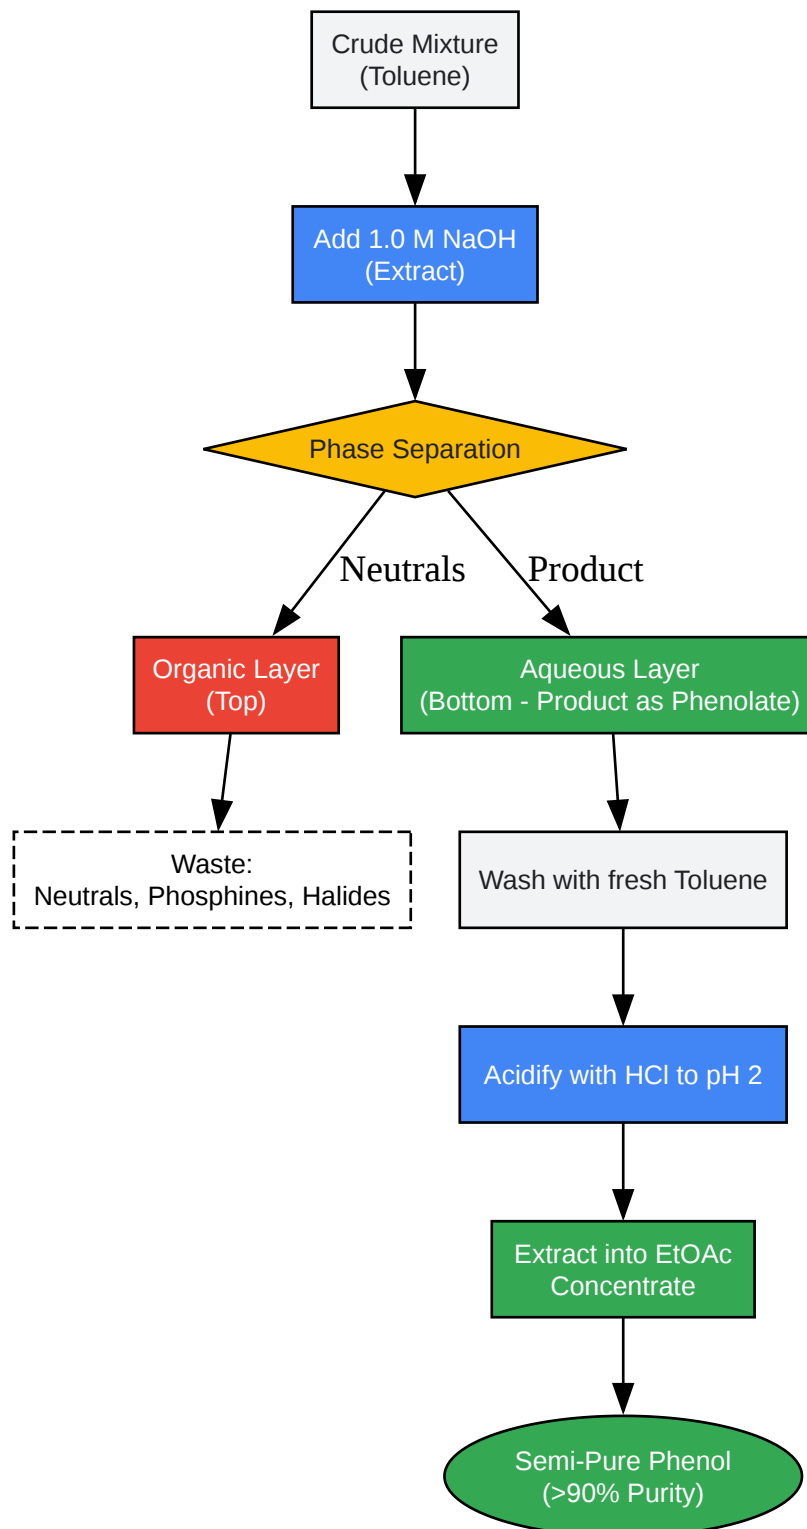 Crude Mixture
(Toluene)
Add 1.0 M NaOH
(Extract)
Phase Separation
Neutrals
Product
Organic Layer
(Top)
Aqueous Layer
(Bottom - Product as Phenolate)
Waste:
Neutrals, Phosphines, Halides
Wash with fresh Toluene
Acidify with HCl to pH 2
Extract into EtOAc
Concentrate
Semi-Pure Phenol
(>90% Purity)